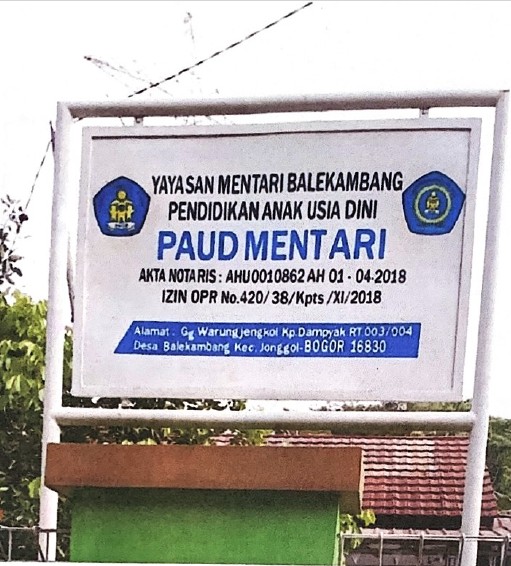 YAYASAN MENTARI BALEKAMBANG
PENDIDIKAN ANAK USIA DINI
PAUD MENTARI
AKTA NOTARIS : AHU0010862 AH 01 - 04-2018
IZIN OPR No.420/ 38/Kpts /XI/2018
Alamat : Gg Warungjengkol Kp.Dampyak RT.003/004
Desa Balekambang Kec. Jonggol-BOGOR 16830